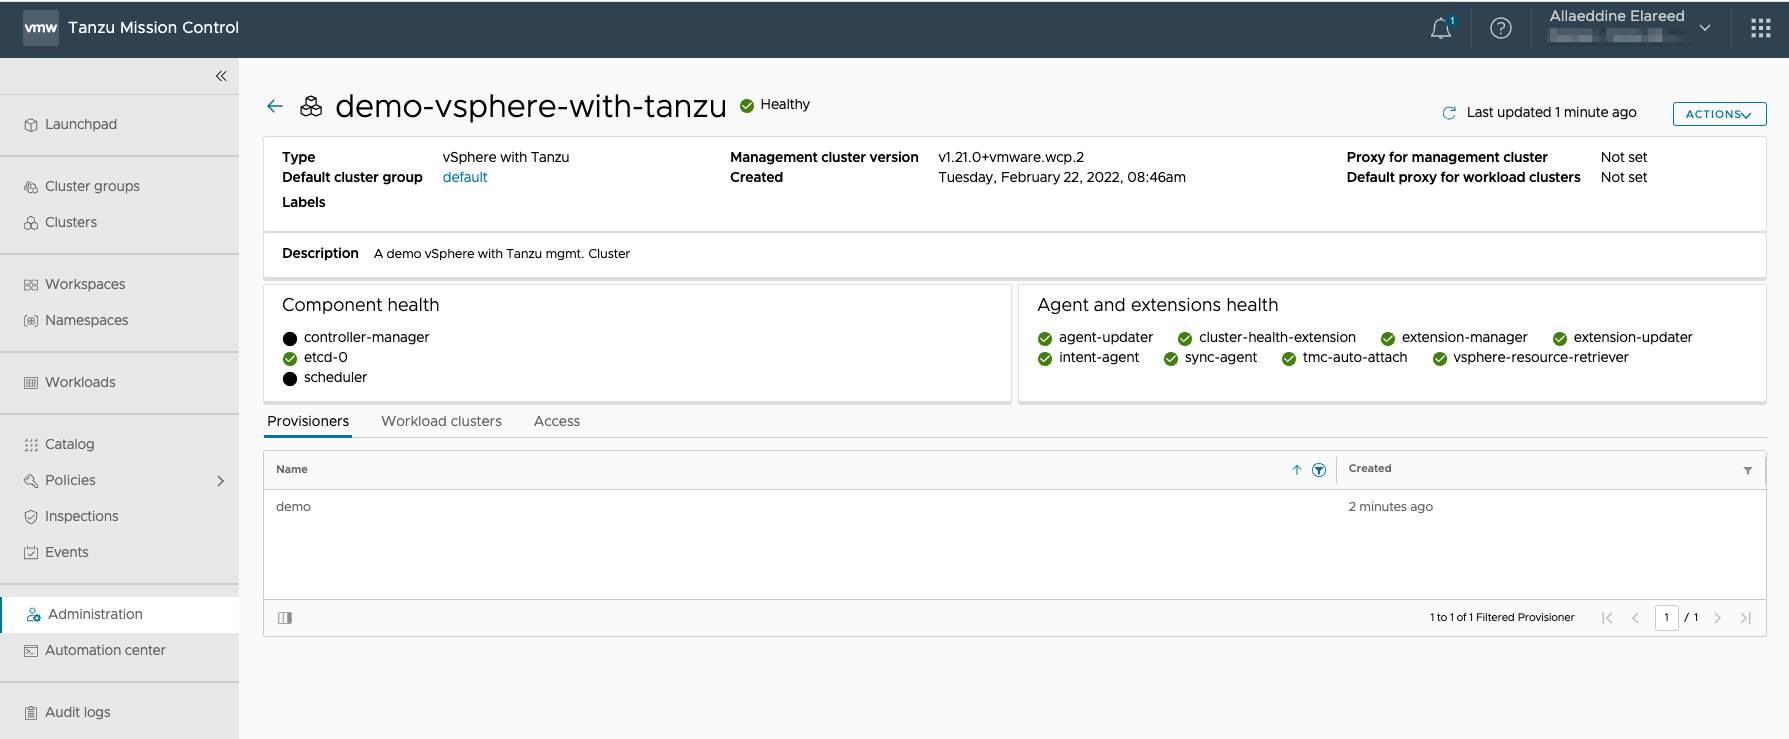 vmw Tanzu Mission Control
1
Allaeddine Elareed
Launchpad
Cluster groups
Clusters
Workspaces
Namespaces
Workloads
Catalog
Policies
Inspections
Events
Administration
Automation center
Audit logs
demo-vsphere-with-tanzu Healthy
Last updated 1 minute ago ACTIONS
Type vSphere with Tanzu Management cluster version v1.21.0+vmware.wcp.2 Proxy for management cluster Not set
Default cluster group default Created Tuesday, February 22, 2022, 08:46am Default proxy for workload clusters Not set
Labels
Description A demo vSphere with Tanzu mgmt. Cluster
Component health
controller-manager
etcd-0
scheduler
Agent and extensions health
agent-updater cluster-health-extension extension-manager extension-updater
intent-agent sync-agent tmc-auto-attach vsphere-resource-retriever
Provisioners Workload clusters Access
Name Created
demo 2 minutes ago
1 to 1 of 1 Filtered Provisioner 1 / 1